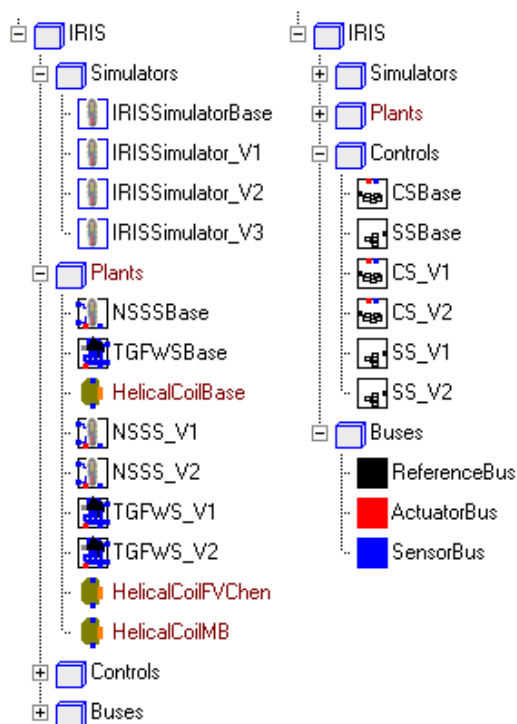 IRIS
Simulators
IRISSimulatorBase
IRISSimulator_V1
IRISSimulator_V2
IRISSimulator_V3
Plants
NSSSBase
TGFWSBase
HelicalCoilBase
NSSS_V1
NSSS_V2
TGFWS_V1
TGFWS_V2
HelicalCoilFVChen
HelicalCoilMB
Controls
Buses
IRIS
Simulators
Plants
Controls
CSBase
SSBase
CS_V1
CS_V2
SS_V1
SS_V2
Buses
ReferenceBus
ActuatorBus
SensorBus